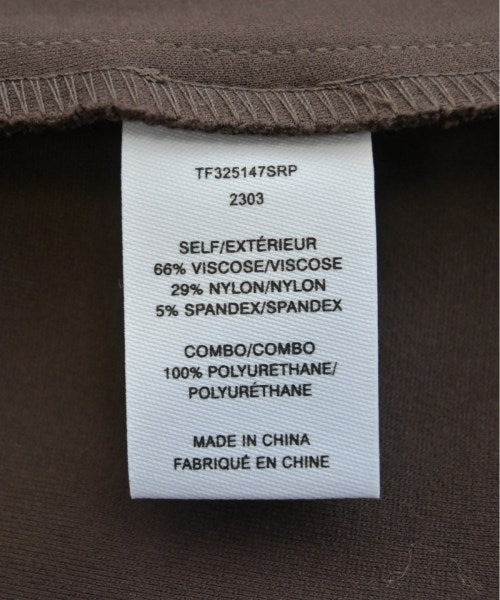 TF325147SRP
2303
SELF/EXTÉRIEUR
66% VISCOSE/VISCOSE
29% NYLON/NYLON
5% SPANDEX/SPANDEX
COMBO/COMBO
100% POLYURETHANE/
POLYURÉTHANE
MADE IN CHINA
FABRIQUÉ EN CHINE